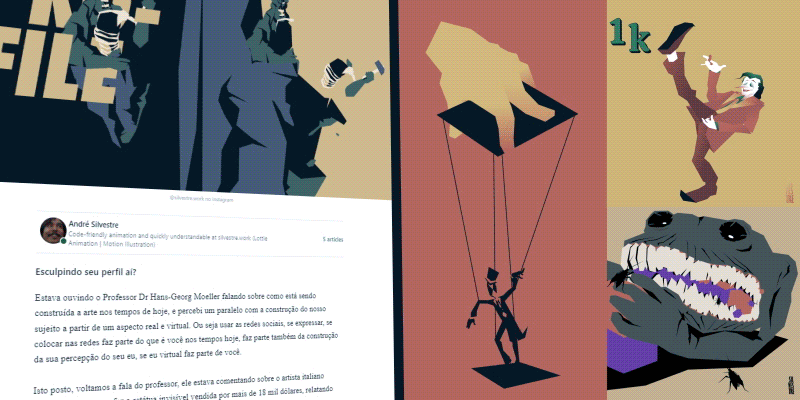 FILE
1k
@silvestre.work no Instagram
André Silvestre
Code-friendly animation and quickly understandable at silvestre.work (Lottie
Animation | Motion Illustration)
5 articles
Esculpindo seu perfil aí?
Estava ouvindo o Professor Dr Hans-Georg Moeller falando sobre como está sendo
construída a arte nos tempos de hoje, e percebi um paralelo com a construção do nosso
sujeito a partir de um aspecto real e virtual. Ou seja usar as redes sociais, se expressar, se
colocar nas redes faz parte do que é você nos tempos hoje, faz parte também da construção
da sua percepção do seu eu, se eu virtual faz parte de você.
Isto posto, voltamos a fala do professor, ele estava comentando sobre o artista italiano
estátua invisível vendida por mais de 18 mil dólares, relatando